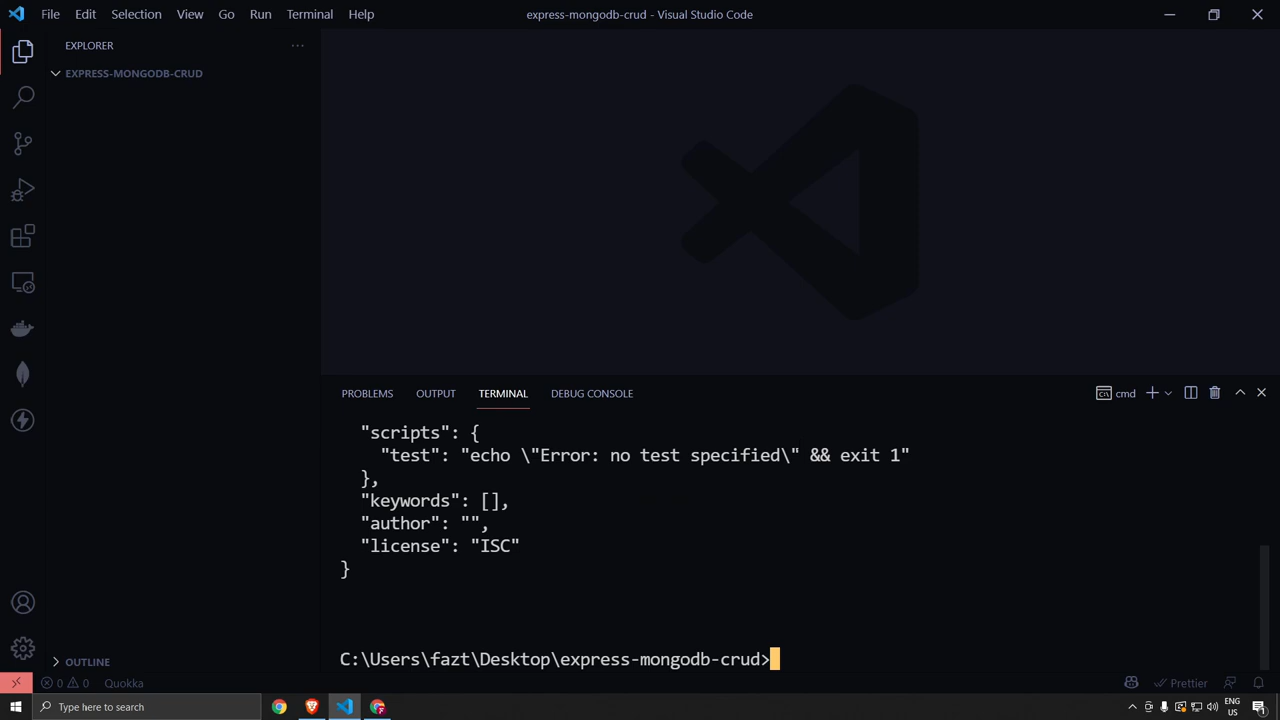 File Edit Selection View Go Run Terminal Help
express-mongodb-crud - Visual Studio Code
EXPLORER
EXPRESS-MONGODB-CRUD
PROBLEMS OUTPUT TERMINAL DEBUG CONSOLE
cmd
"scripts": {
"test": "echo \"Error: no test specified\" && exit 1"
},
"keywords": [],
"author": "",
"license": "ISC"
}
C:\Users\fazt\Desktop\express-mongodb-crud>
OUTLINE
0 0 Quokka
Prettier
Type here to search
ENG
US